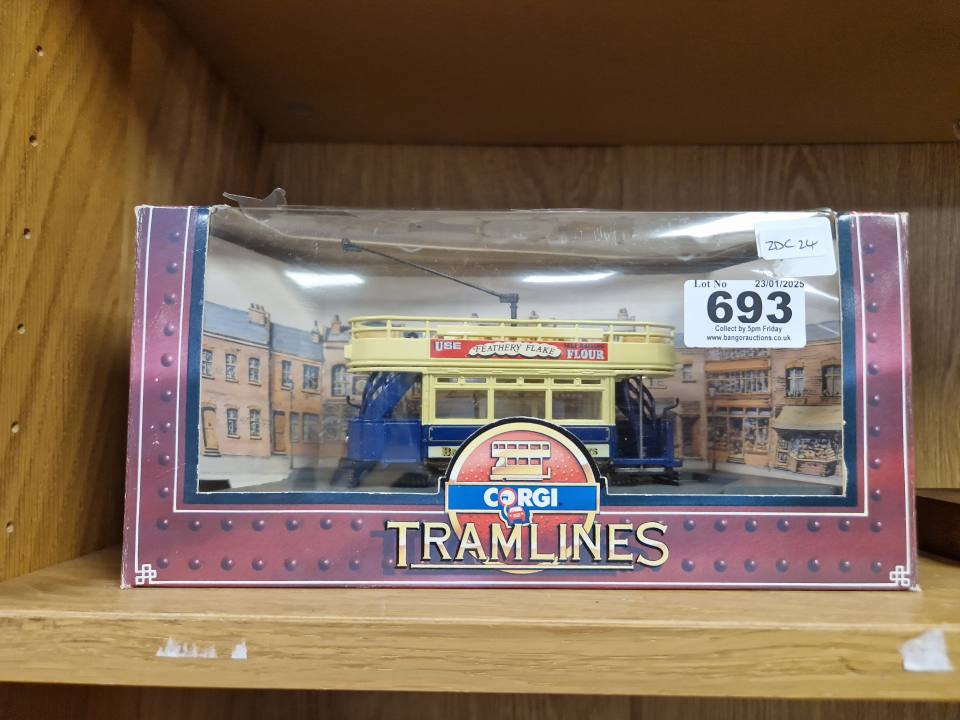 ZDC 24
Lot No 23/01/2025
693
Collect by 5pm Friday
www.bangorauctions.co.uk
USE FEATHERY FLAKE FLOUR
CORGI
TRAMLINES